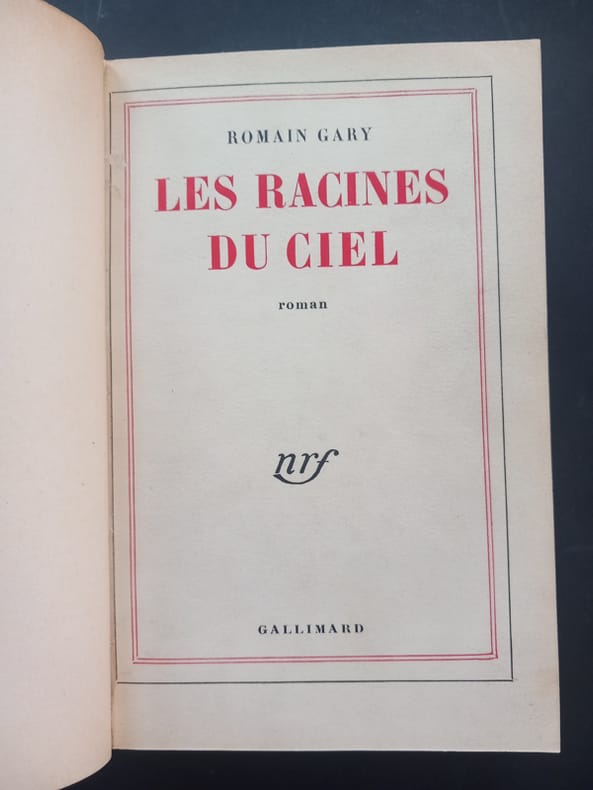 ROMAIN GARY
LES RACINES
DU CIEL
roman
nrf
GALLIMARD